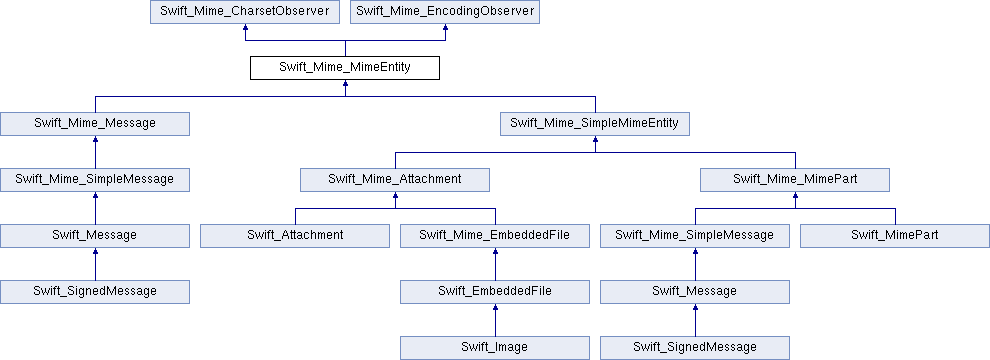 Swift_Mime_CharsetObserver
Swift_Mime_EncodingObserver
Swift_Mime_MimeEntity
Swift_Mime_Message
Swift_Mime_SimpleMimeEntity
Swift_Mime_SimpleMessage
Swift_Mime_Attachment
Swift_Mime_MimePart
Swift_Message
Swift_Attachment
Swift_Mime_EmbeddedFile
Swift_Mime_SimpleMessage
Swift_MimePart
Swift_SignedMessage
Swift_EmbeddedFile
Swift_Message
Swift_Image
Swift_SignedMessage